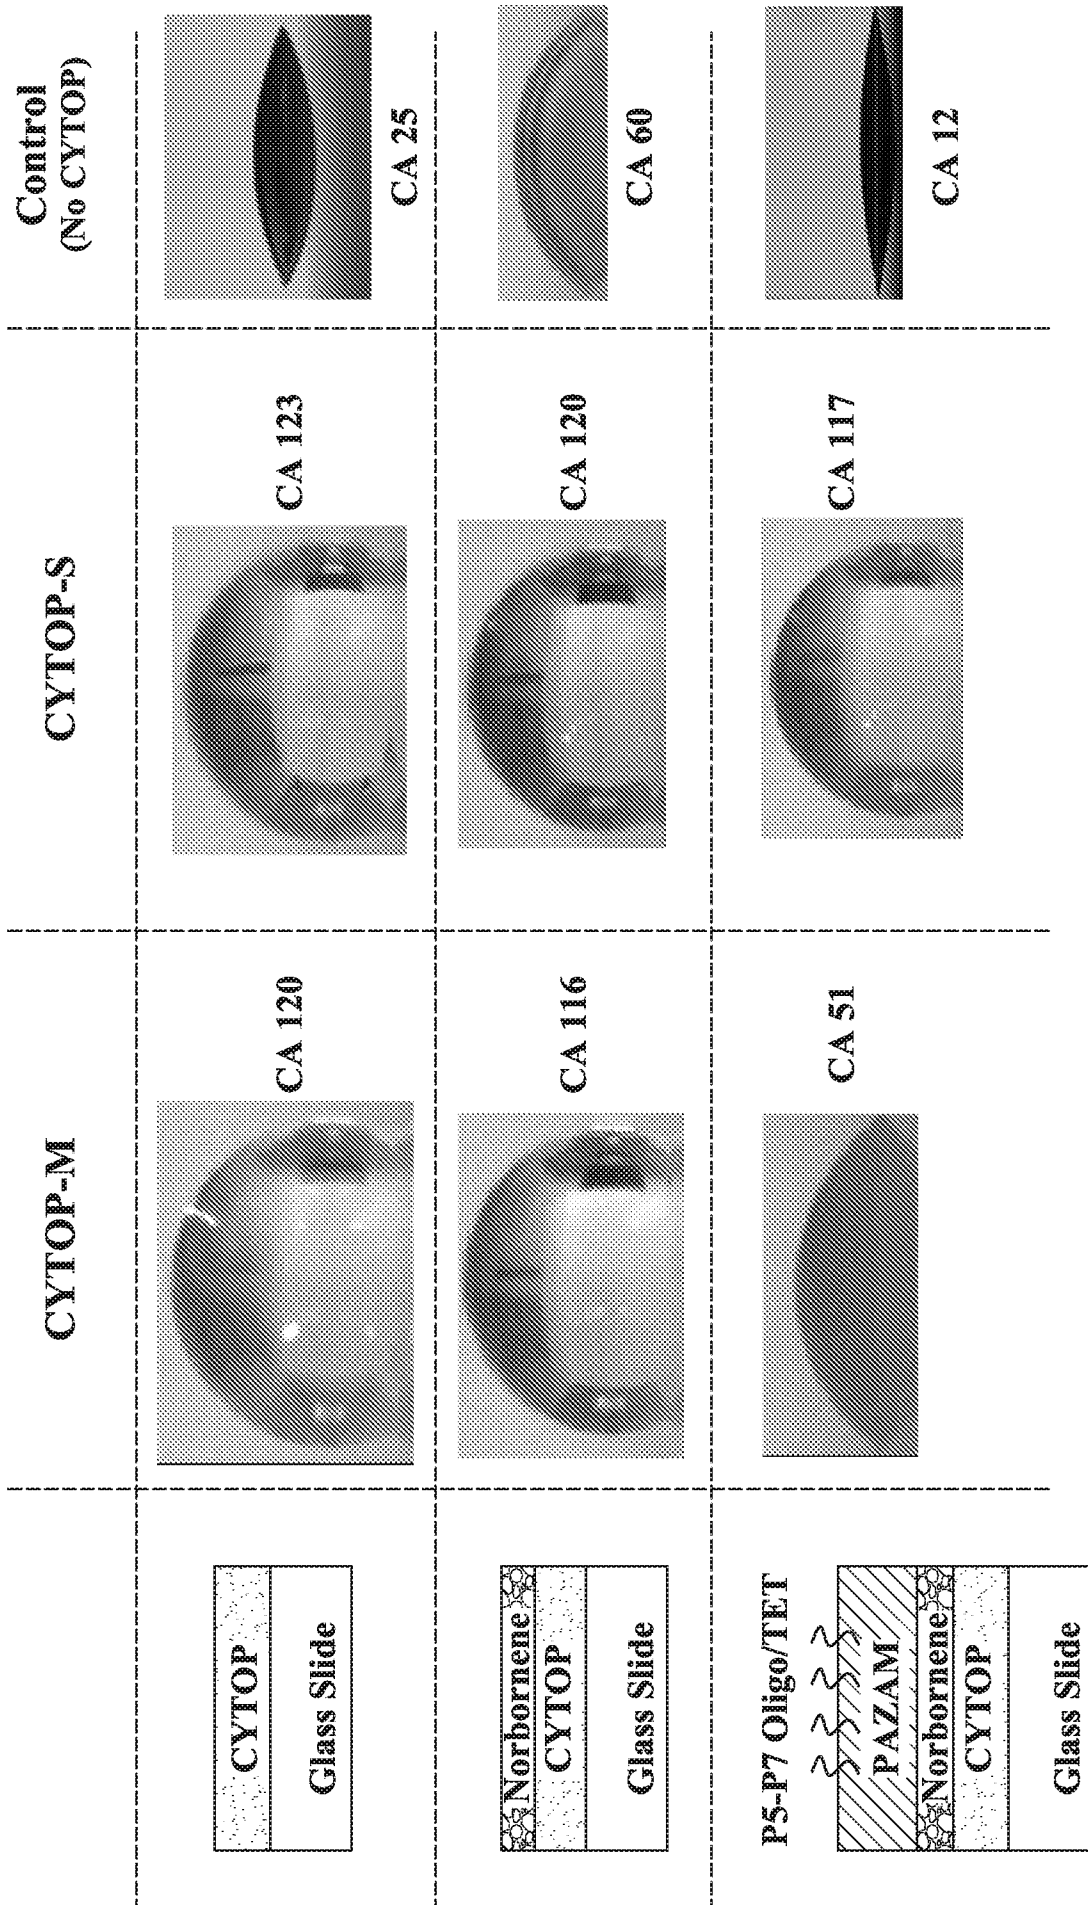 CYTOP-M
CYTOP-S
Control
(No CYTOP)
CYTOP
Glass Slide
CA 120
CA 123
CA 25
Norbornene
CYTOP
Glass Slide
CA 116
CA 120
CA 60
P5-P7 Oligo/TET
PAZAM
Norbornene
CYTOP
Glass Slide
CA 51
CA 117
CA 12